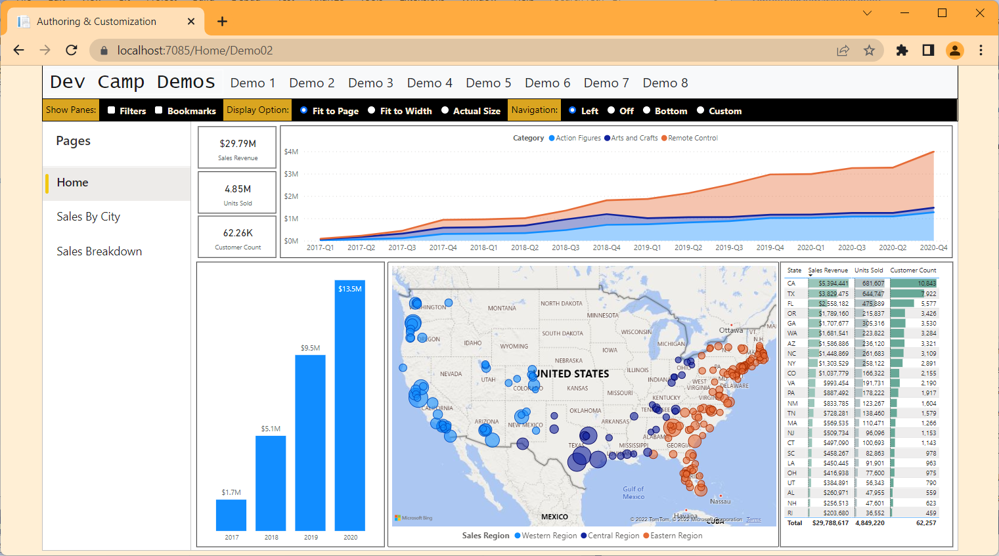 Authoring & Customization
localhost:7085/Home/Demo02
Dev Camp Demos Demo 1 Demo 2 Demo 3 Demo 4 Demo 5 Demo 6 Demo 7 Demo 8
Show Panes: Filters Bookmarks Display Option: Fit to Page Fit to Width Actual Size Navigation: Left Off Bottom Custom
Pages
Home
Sales By City
Sales Breakdown
$29.79M
Sales Revenue
4.85M
Units Sold
62.26K
Customer Count
Category Action Figures Arts and Crafts Remote Control
$4M
$3M
$2M
$1M
$0M
2017-Q1 2017-Q2 2017-Q3 2017-Q4 2018-Q1 2018-Q2 2018-Q3 2018-Q4 2019-Q1 2019-Q2 2019-Q3 2019-Q4 2020-Q1 2020-Q3 2020-Q2 2020-Q4
$13.5M
$9.5M
$5.1M
$1.7M
2017 2018 2019 2020
MONTANA
NORTH DAKOTA
MINNESOTA
SOUTH DAKOTA
WISCONSIN
Ottawa
VT.
N.H.
MICHIGAN
IDAHO
WYOMING
IOWA
NEBRASKA
NEVADA
UTAH
UNITED STATES
ILLINOIS
INDIANA
OHIO
PA
MD
DELAWARE
WEST
VIRGINIA
KANSAS
MISSOURI
KENTUCKY
CALIFORNIA
ARIZONA
NEW MEXICO
OKLAHOMA
ARKANSAS
TEXAS
MISSISSIPPI
ALABAMA
GEORGIA
Gulf of
Mexico
Nassau
Havana
MEXICO
CUBA
Microsoft Bing
© 2022 TomTom, © 2022 Microsoft Corporation Terms
Sales Region Western Region Central Region Eastern Region
State Sales Revenue Units Sold Customer Count
CA $5,394,441 681,607 10,843
TX $3,829,475 644,747 7,922
FL $2,558,182 475,889 5,577
OR $1,789,160 215,837 3,426
GA $1,707,677 305,316 3,530
WA $1,681,541 223,822 3,284
AZ $1,586,886 236,120 3,321
NC $1,448,869 261,683 3,109
NY $1,303,529 258,122 2,891
CO $1,037,779 166,322 2,155
VA $993,454 191,731 2,190
PA $887,492 178,222 1,917
NM $833,785 123,267 1,604
TN $728,281 138,460 1,579
MA $569,535 110,471 1,266
NJ $509,734 96,096 1,153
CT $497,090 100,693 1,143
SC $458,267 82,863 978
LA $450,445 91,901 963
OH $416,938 77,600 975
UT $384,891 56,343 790
AL $260,971 47,955 559
NH $256,513 47,601 623
RI $203,680 36,552 459
Total $29,788,617 4,849,220 62,257